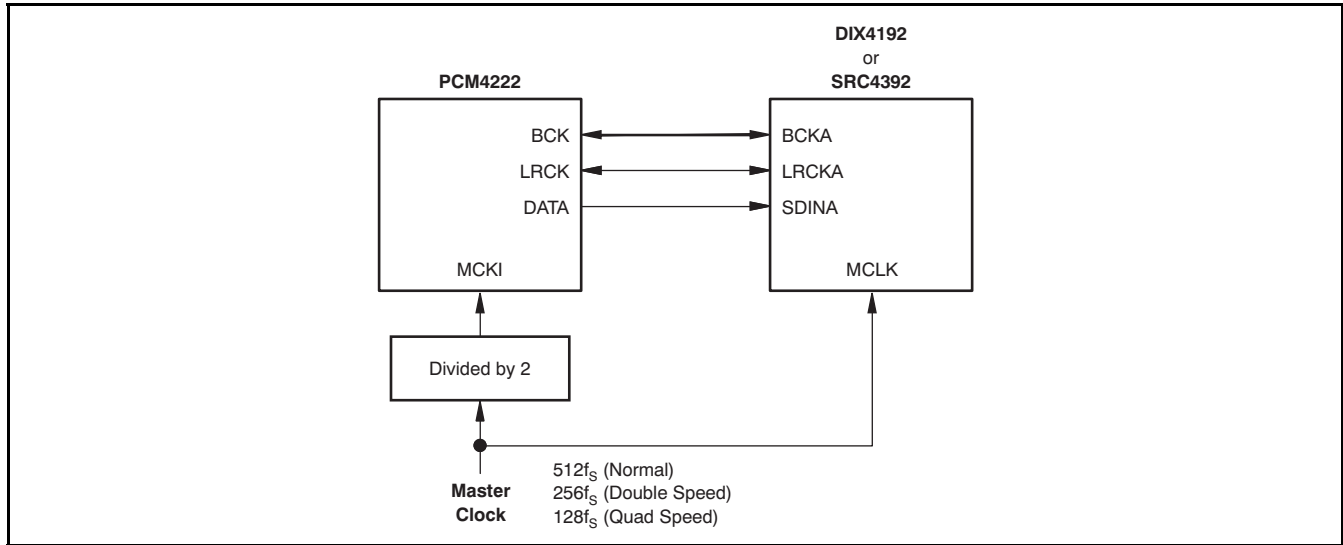 DIX4192
or
SRC4392
PCM4222
BCK
LRCK
DATA
MCKI
BCKA
LRCKA
SDINA
MCLK
Divided by 2
Master
Clock
512fS (Normal)
256fS (Double Speed)
128fS (Quad Speed)